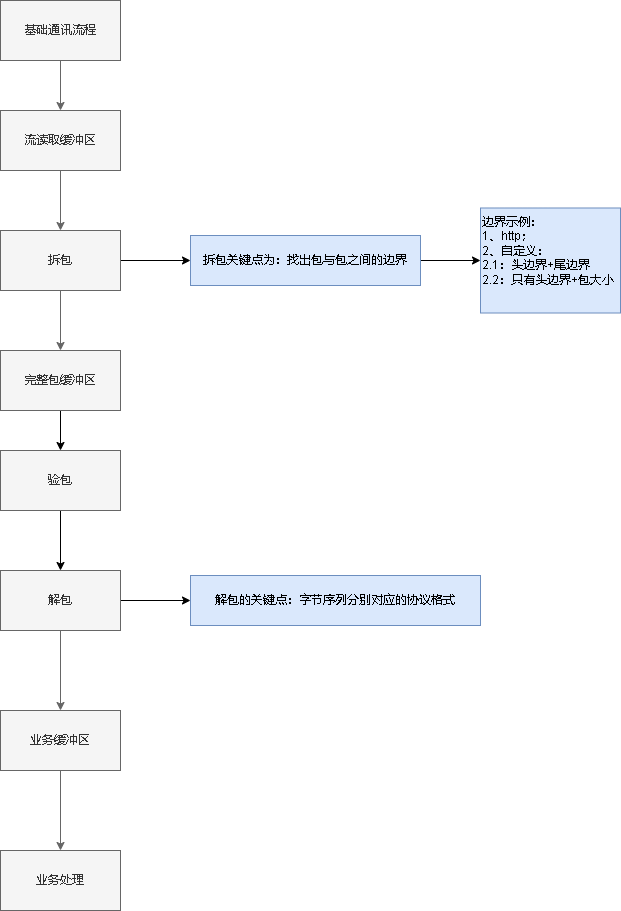 基础通讯流程
流读取缓冲区
拆包
拆包关键点为：找出包与包之间的边界
边界示例：
1、http；
2、自定义：
2.1：头边界+尾边界
2.2：只有头边界+包大小
完整包缓冲区
验包
解包
解包的关键点：字节序列分别对应的协议格式
业务缓冲区
业务处理